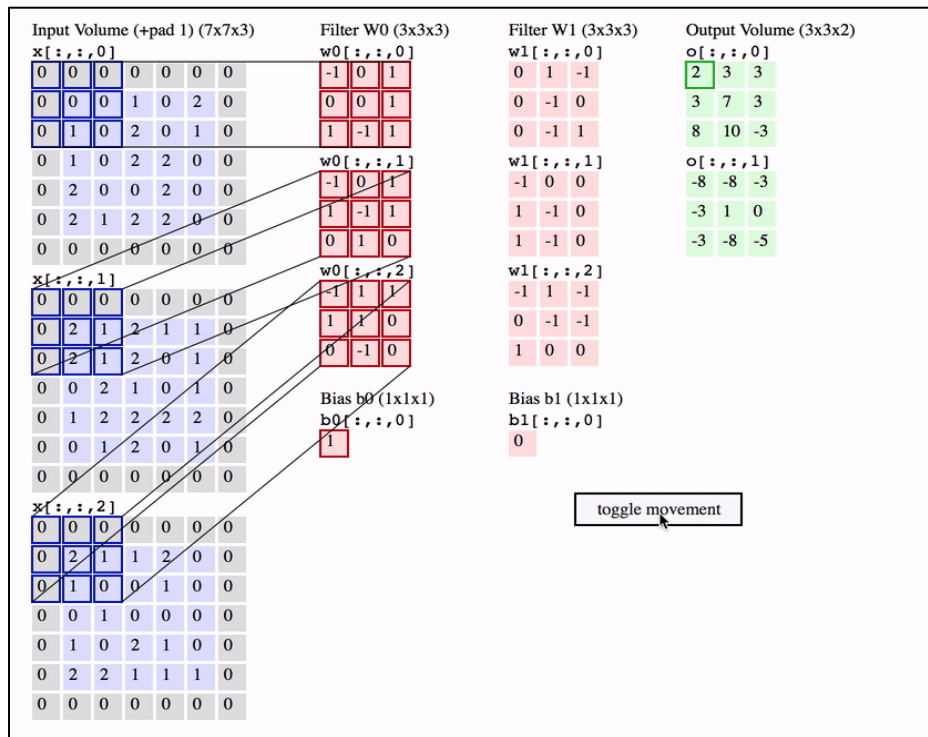 Input Volume (+pad 1) (7x7x3)
x[:,:,0]
0 0 0 0 0 0 0
0 0 0 1 0 2 0
0 1 0 2 0 1 0
0 1 0 2 2 0 0
0 2 0 0 2 0 0
0 2 1 2 2 0 0
0 0 0 0 0 0 0
x[:,:,1]
0 0 0 0 0 0 0
0 2 1 2 1 1 0
0 2 1 2 0 1 0
0 0 2 1 0 1 0
0 1 2 2 2 2 0
0 0 1 2 0 1 0
0 0 0 0 0 0 0
x[:,:,2]
0 0 0 0 0 0 0
0 2 1 1 2 0 0
0 1 0 0 1 0 0
0 0 1 0 0 0 0
0 1 0 2 1 0 0
0 2 2 1 1 1 0
0 0 0 0 0 0 0
Filter W0 (3x3x3)
w0[:,:,0]
-1 0 1
0 0 1
1 -1 1
w0[:,:,1]
-1 0 1
1 -1 1
0 1 0
w0[:,:,2]
-1 1 1
1 1 0
0 -1 0
Bias b0 (1x1x1)
b0[:,:,0]
1
Filter W1 (3x3x3)
w1[:,:,0]
0 1 -1
0 -1 0
0 -1 1
w1[:,:,1]
-1 0 0
1 -1 0
1 -1 0
w1[:,:,2]
-1 1 -1
0 -1 -1
1 0 0
Bias b1 (1x1x1)
b1[:,:,0]
0
Output Volume (3x3x2)
o[:,:,0]
2 3 3
3 7 3
8 10 -3
o[:,:,1]
-8 -8 -3
-3 1 0
-3 -8 -5
toggle movement